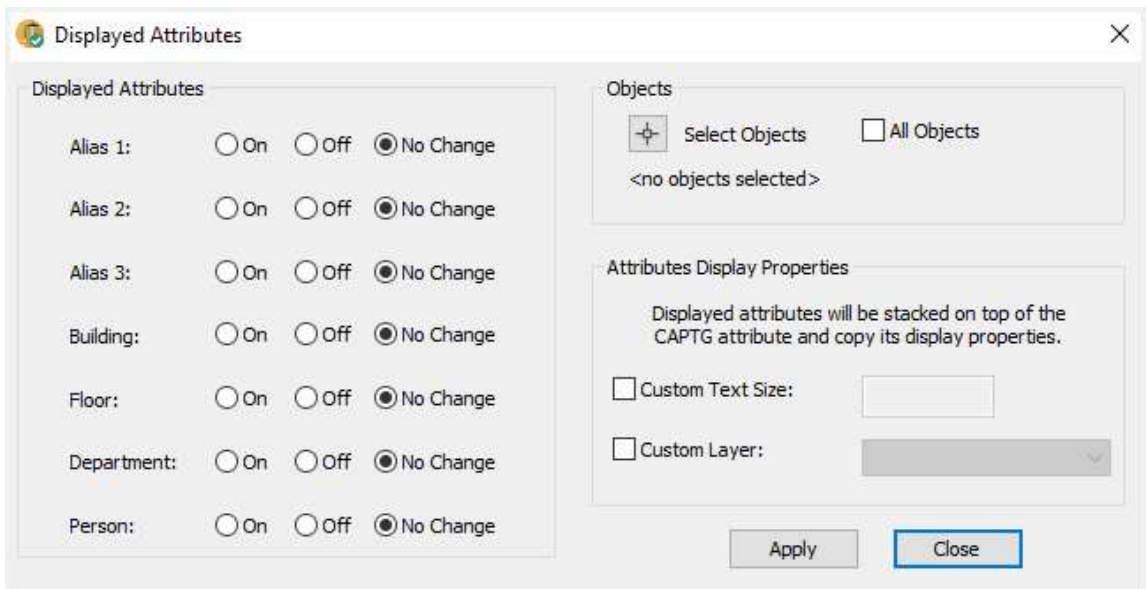 Displayed Attributes
Displayed Attributes
Alias 1: On Off No Change
Alias 2: On Off No Change
Alias 3: On Off No Change
Building: On Off No Change
Floor: On Off No Change
Department: On Off No Change
Person: On Off No Change
Objects
Select Objects All Objects
<no objects selected>
Attributes Display Properties
Displayed attributes will be stacked on top of the
CAPTG attribute and copy its display properties.
Custom Text Size:
Custom Layer:
Apply Close